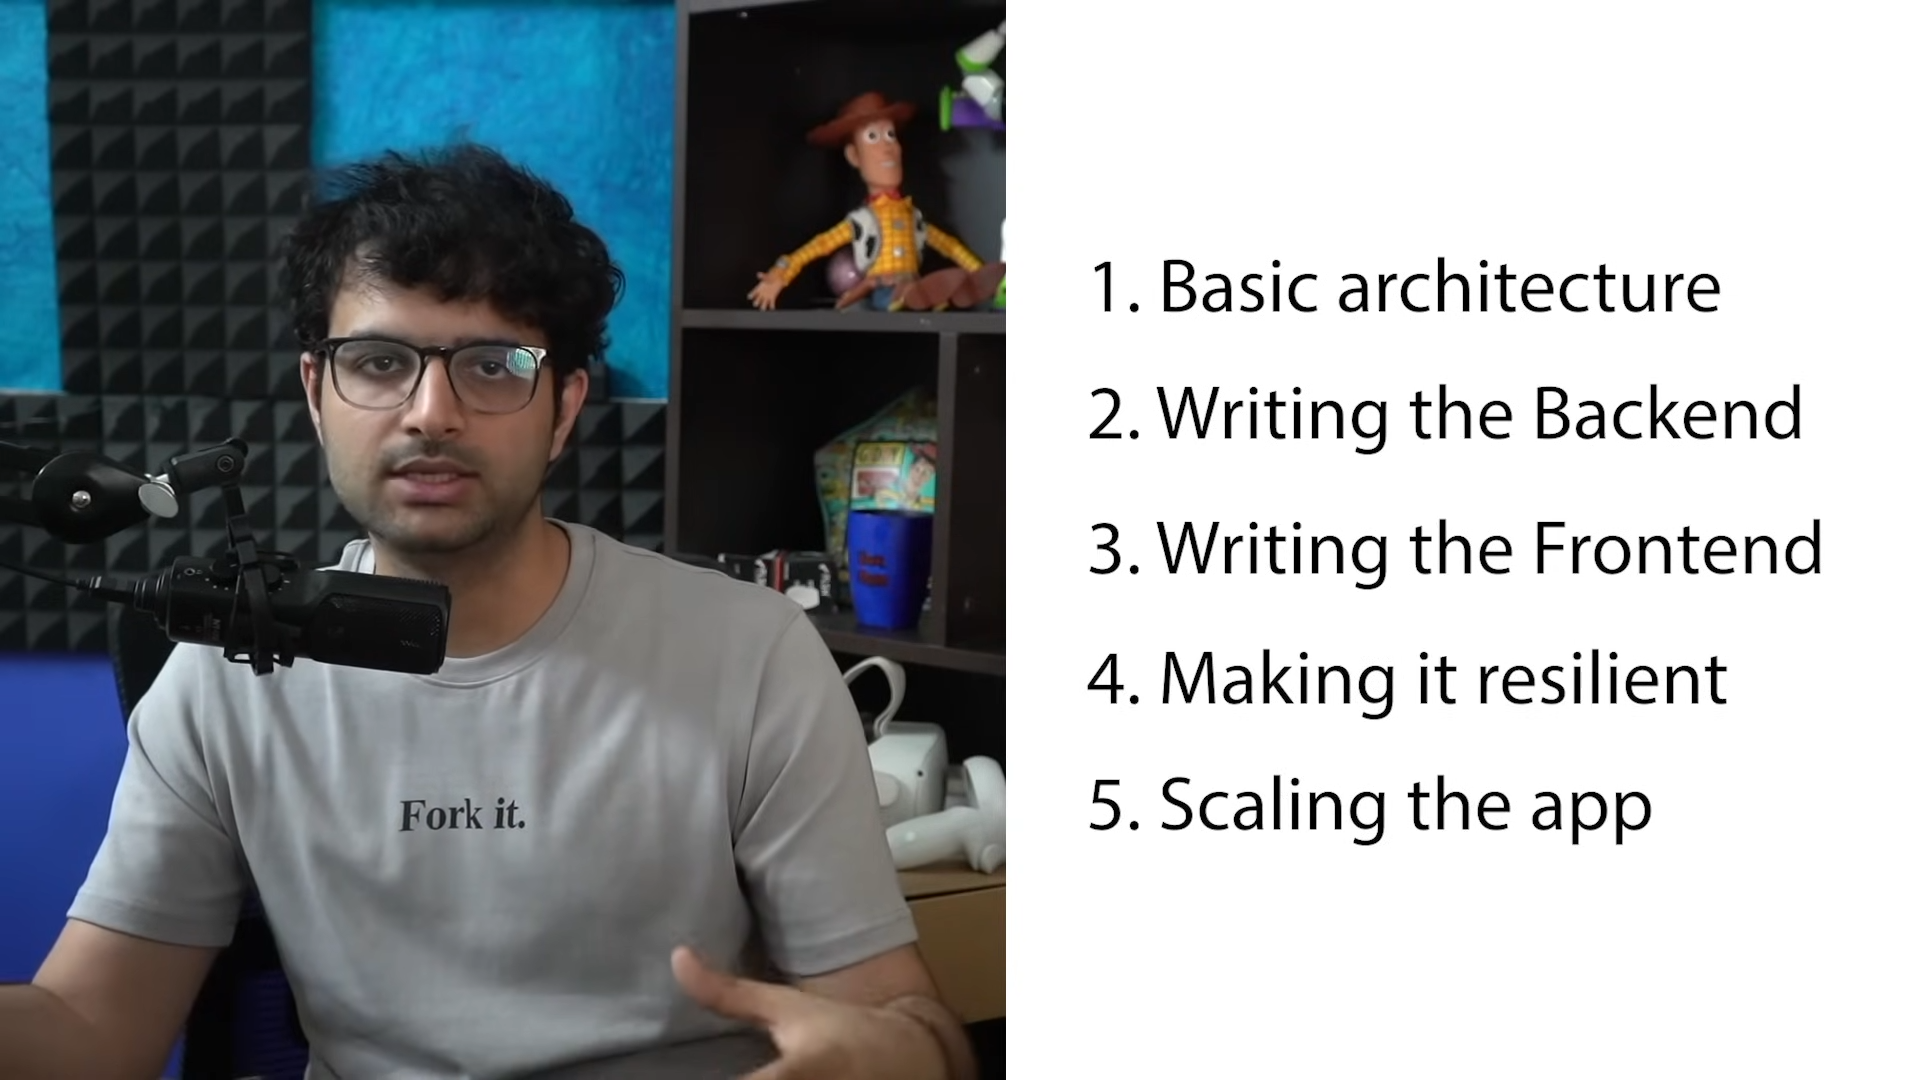 Fork it.
1. Basic architecture
2. Writing the Backend
3. Writing the Frontend
4. Making it resilient
5. Scaling the app